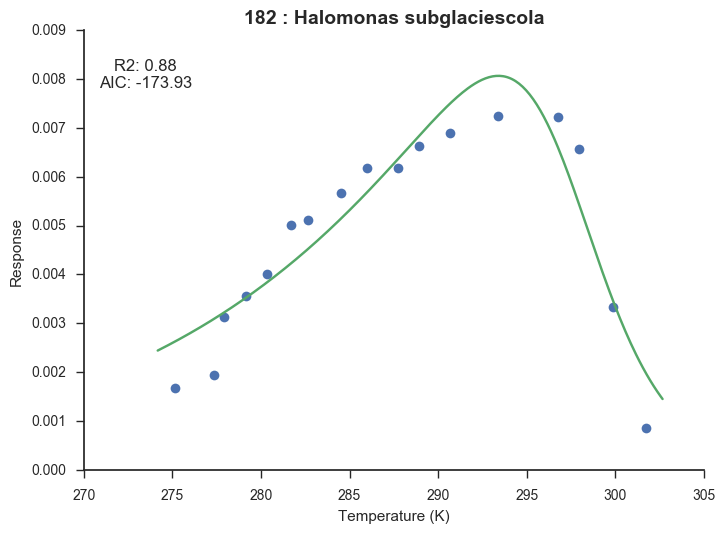 182 : Halomonas subglaciescola
R2: 0.88
AIC: -173.93
0.009
0.008
0.007
0.006
0.005
0.004
0.003
0.002
0.001
0.000
Response
270 275 280 285 290 295 300 305
Temperature (K)